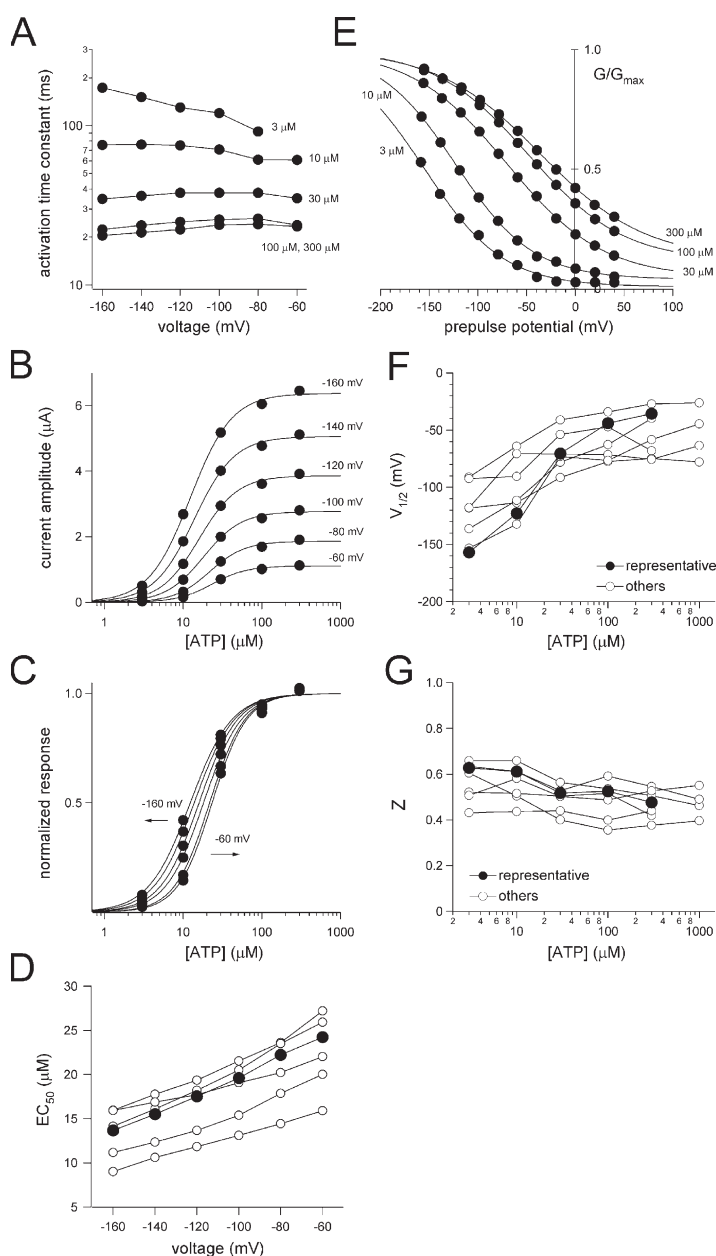 A
activation time constant (ms)
3
2
100
7
6
5
4
3
2
10
3 μM
10 μM
30 μM
100 μM, 300 μM
-160 -140 -120 -100 -80 -60
voltage (mV)
E
1.0
G/Gmax
0.5
0
10 μM
3 μM
300 μM
100 μM
30 μM
-200 -150 -100 -50 0 50 100
prepulse potential (mV)
B
current amplitude (μA)
6
4
2
0
-160 mV
-140 mV
-120 mV
-100 mV
-80 mV
-60 mV
1 10 100 1000
[ATP] (μM)
F
V1/2 (mV)
0
-50
-100
-150
-200
representative
others
2 4 6 8 2 4 6 8 2 4 6 8
10 100 1000
[ATP] (μM)
C
normalized response
1.0
0.5
-160 mV
-60 mV
1 10 100 1000
[ATP] (μM)
G
Z
1.0
0.8
0.6
0.4
0.2
0
representative
others
2 4 6 8 2 4 6 8 2 4 6 8
10 100 1000
[ATP] (μM)
D
EC50 (μM)
30
25
20
15
10
5
-160 -140 -120 -100 -80 -60
voltage (mV)